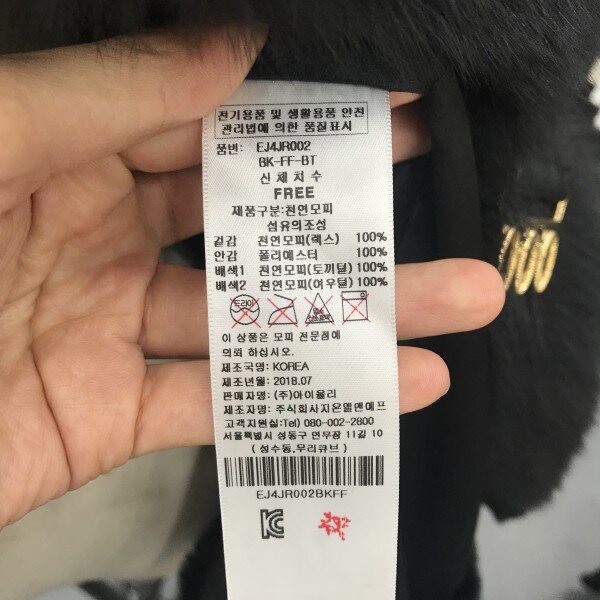 전기용품 및 생활용품 안전
관리법에 의한 품질표시
품번: EJ4JR002
BK-FF-BT
신체치수
FREE
제품구분:천연모피
섬유의조성
겉감 천연모피(렉스) 100%
안감 폴리에스터 100%
배색1 천연모피(토끼털) 100%
배색2 천연모피(여우털) 100%
드라이
이 상품은 모피 전문점에
의뢰 하십시오.
제조국명: KOREA
제조년월: 2018.07
판매자명: (주)아이올리
제조자명: 주식회사지은엘앤에프
고객지원실:Tel) 080-002-2800
서울특별시 성동구 연무장 11길 10
(성수동,우리큐브)
EJ4JR002BKFF